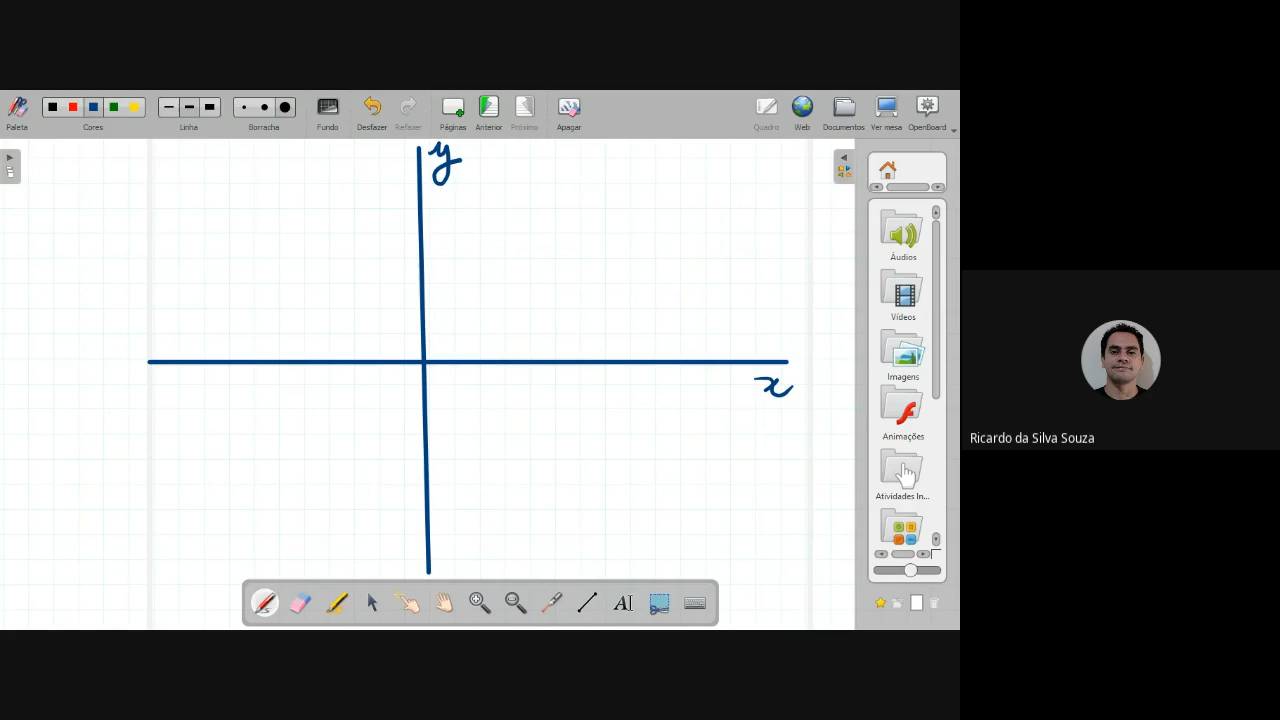 Paleta Cores Linha Borracha Fundo Desfazer Refazer Páginas Anterior Próximo Apagar Quadro Web Documentos Ver mesa OpenBoard
y
x
Áudios
Vídeos
Imagens
Animações
Atividades In...
AI
Ricardo da Silva Souza